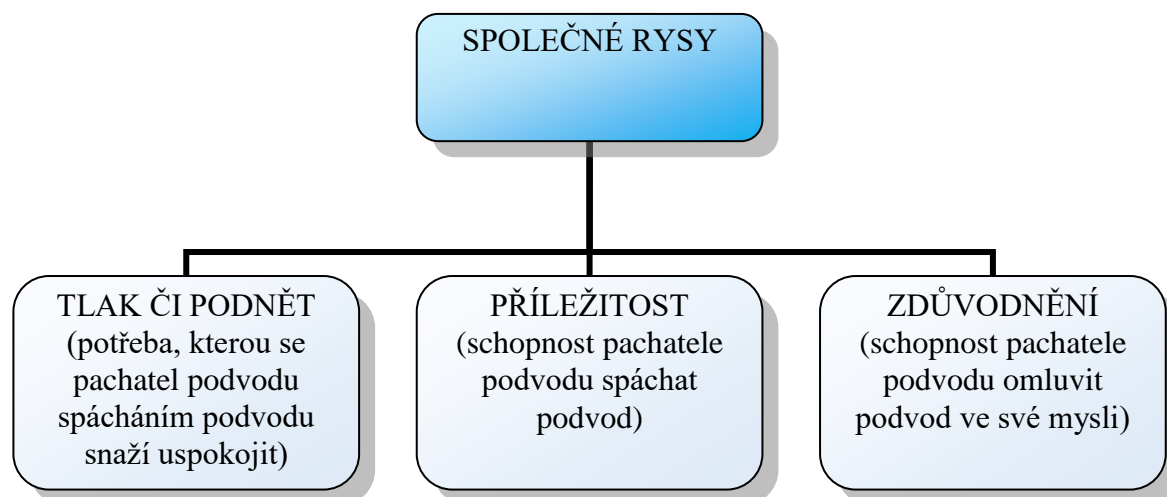 SPOLEČNÉ RYSY
TLAK ČI PODNĚT
(potřeba, kterou se
pachatel podvodu
spácháním podvodu
snaží uspokojit)
PŘÍLEŽITOST
(schopnost pachatele
podvodu spáchat
podvod)
ZDŮVODNĚNÍ
(schopnost pachatele
podvodu omluvit
podvod ve své mysli)